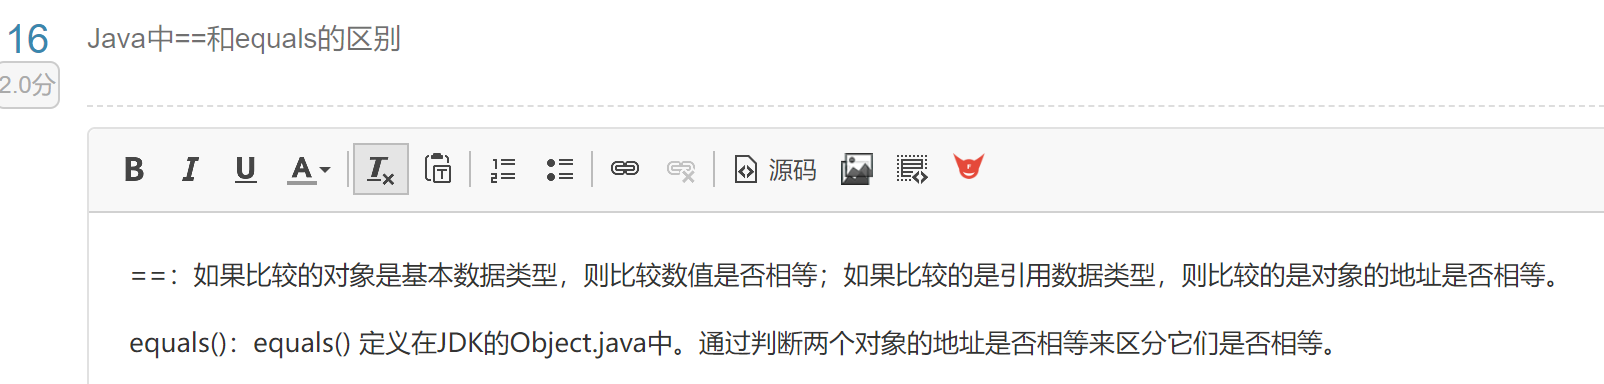 16
Java中==和equals的区别
2.0分
B I U A T 源码
==：如果比较的对象是基本数据类型，则比较数值是否相等；如果比较的是引用数据类型，则比较的是对象的地址是否相等。
equals()：equals() 定义在JDK的Object.java中。通过判断两个对象的地址是否相等来区分它们是否相等。